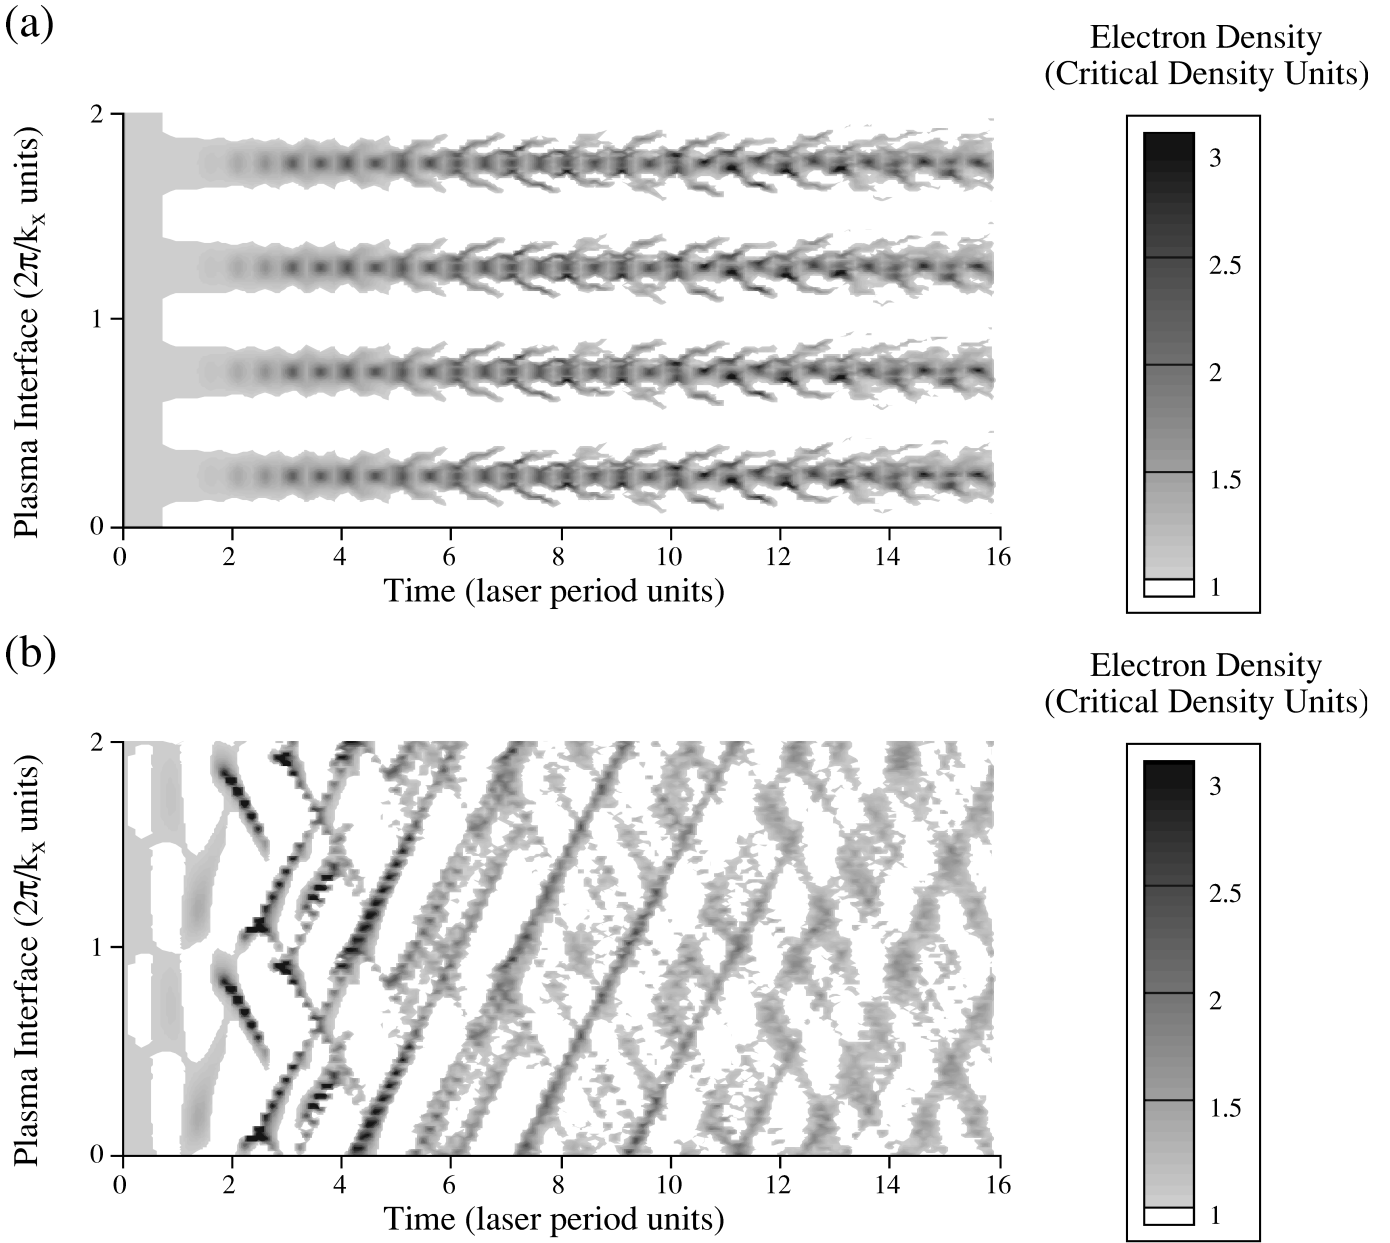 (a)
Electron Density
(Critical Density Units)
Plasma Interface (2π/kx units)
2
1
0
0 2 4 6 8 10 12 14 16
Time (laser period units)
3
2.5
2
1.5
1
(b)
Electron Density
(Critical Density Units)
Plasma Interface (2π/kx units)
2
1
0
0 2 4 6 8 10 12 14 16
Time (laser period units)
3
2.5
2
1.5
1